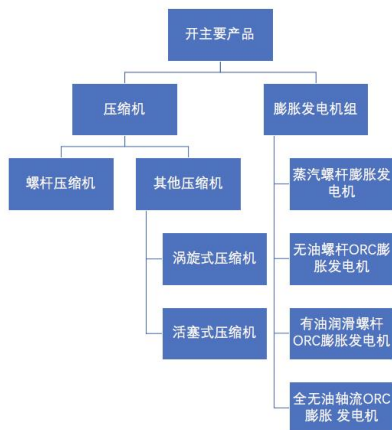 开主要产品
压缩机
膨胀发电机组
螺杆压缩机
其他压缩机
涡旋式压缩机
活塞式压缩机
蒸汽螺杆膨胀发
电机
无油螺杆ORC膨
胀发电机
有油润滑螺杆
ORC膨胀发电机
全无油轴流ORC
膨胀 发电机